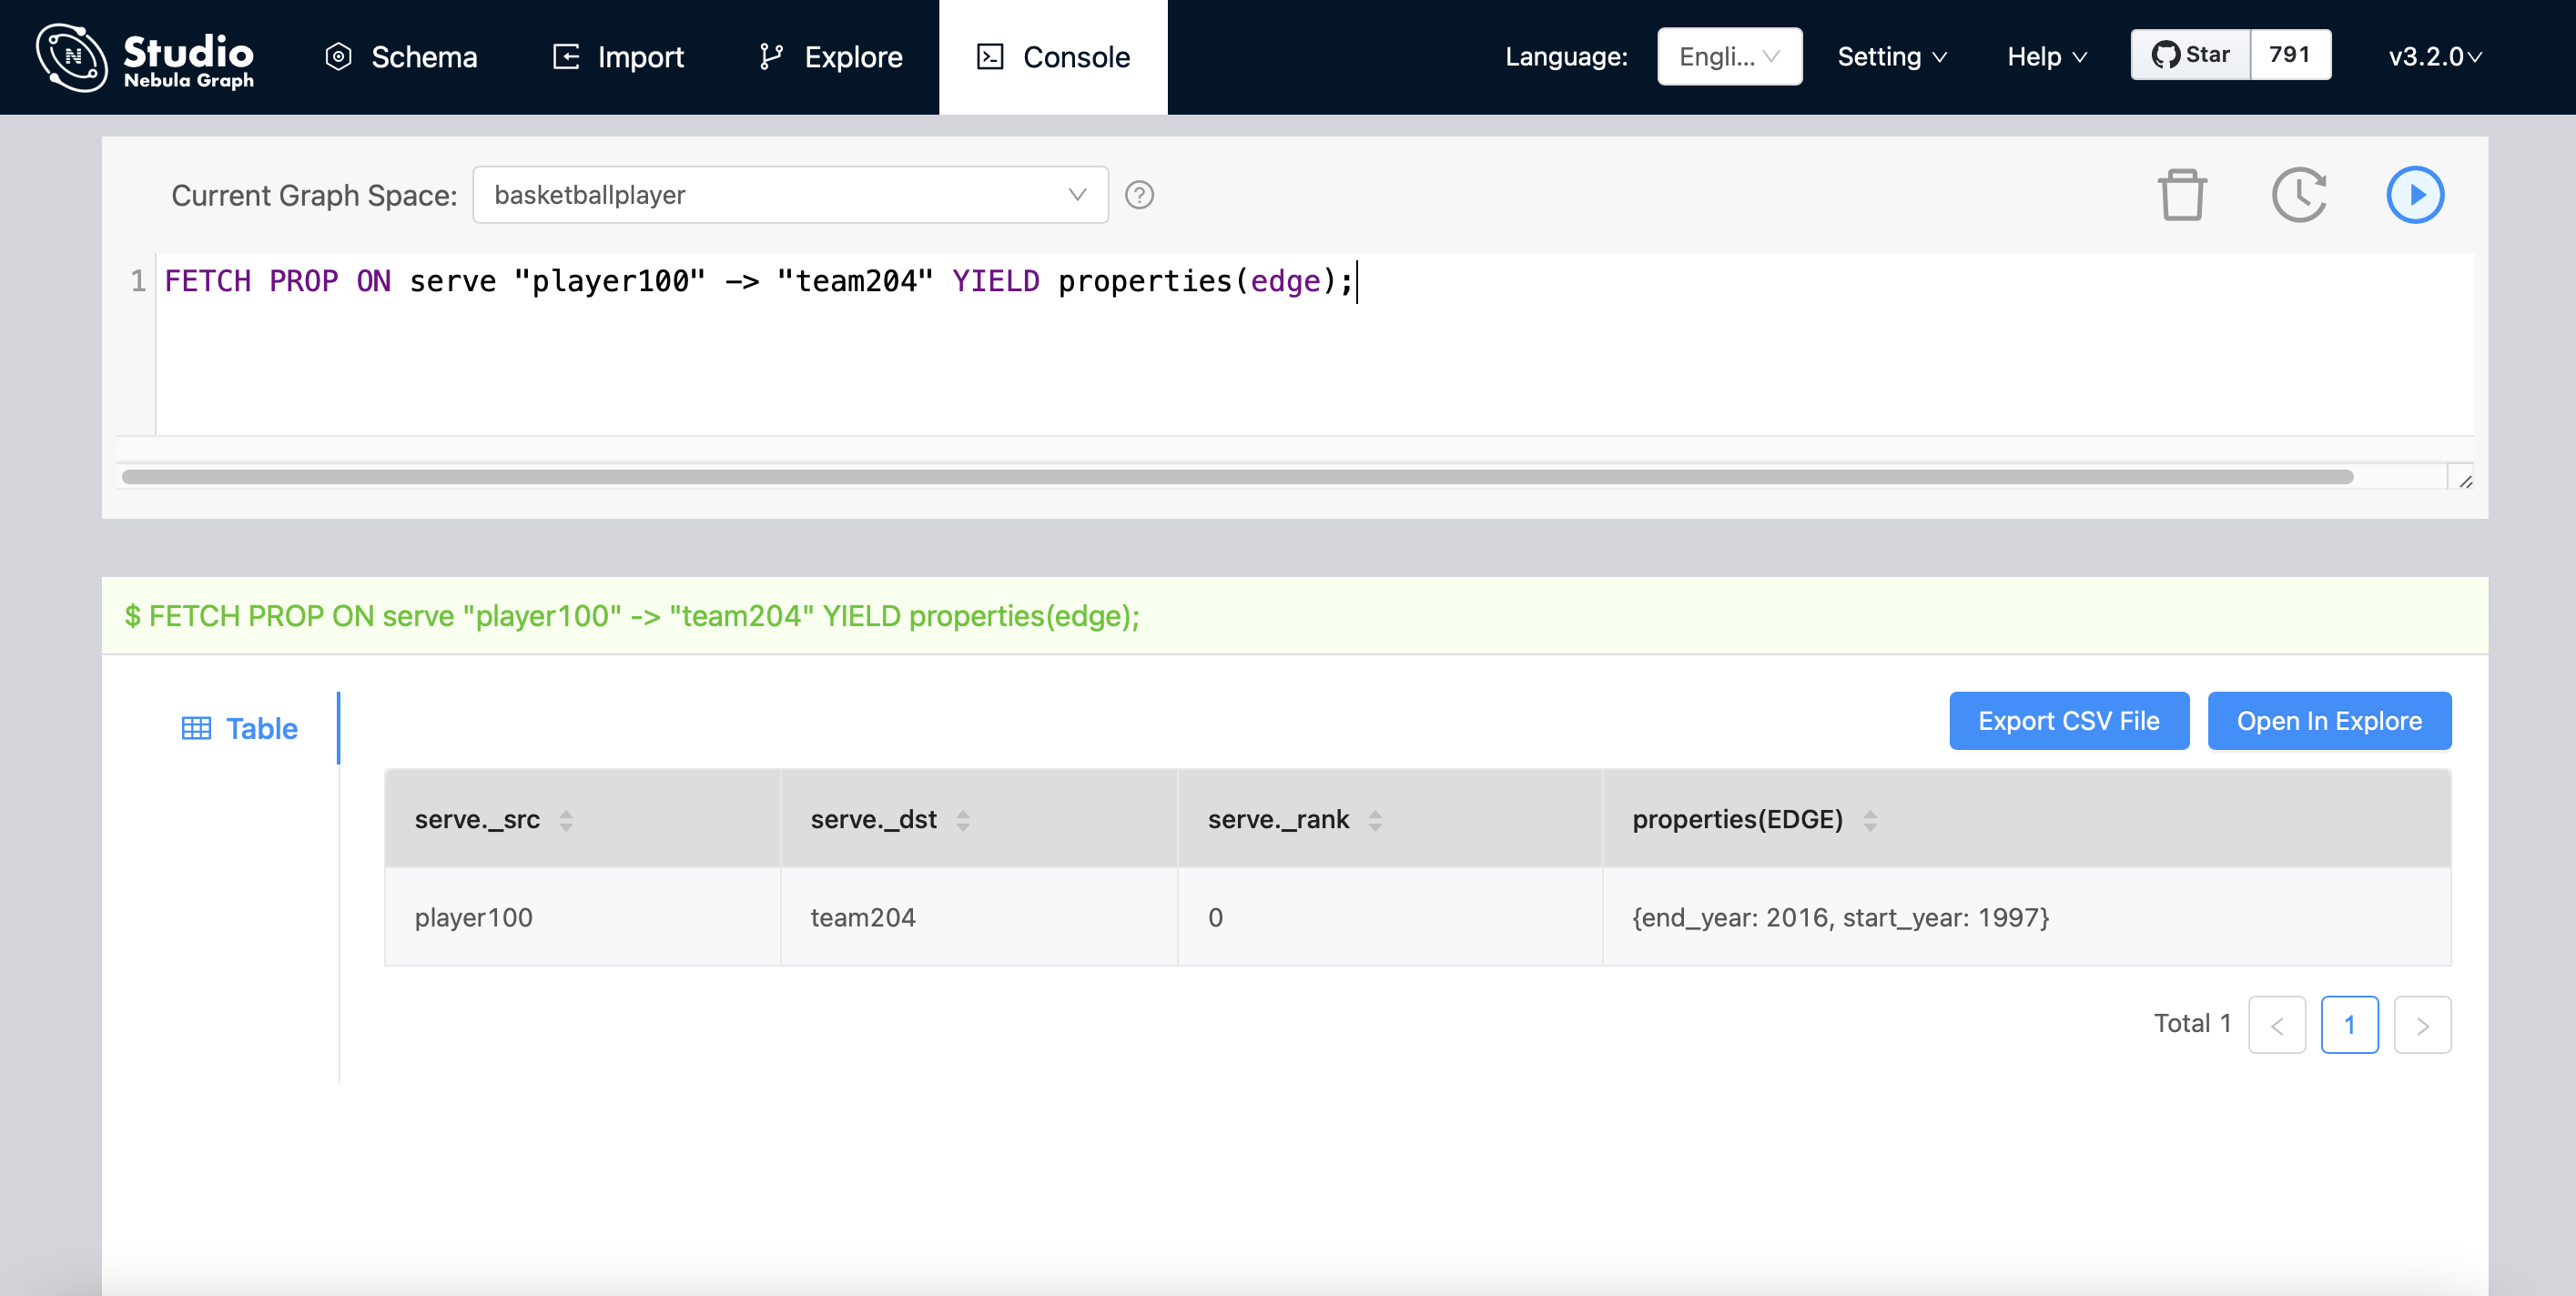 Studio
Nebula Graph
Schema
Import
Explore
Console
Language:
Engli...
Setting
Help
Star
791
v3.2.0
Current Graph Space:
basketballplayer
1 FETCH PROP ON serve "player100" -> "team204" YIELD properties(edge);
$ FETCH PROP ON serve "player100" -> "team204" YIELD properties(edge);
Table
Export CSV File
Open In Explore
serve._src
serve._dst
serve._rank
properties(EDGE)
player100
team204
0
{end_year: 2016, start_year: 1997}
Total 1
<
1
>